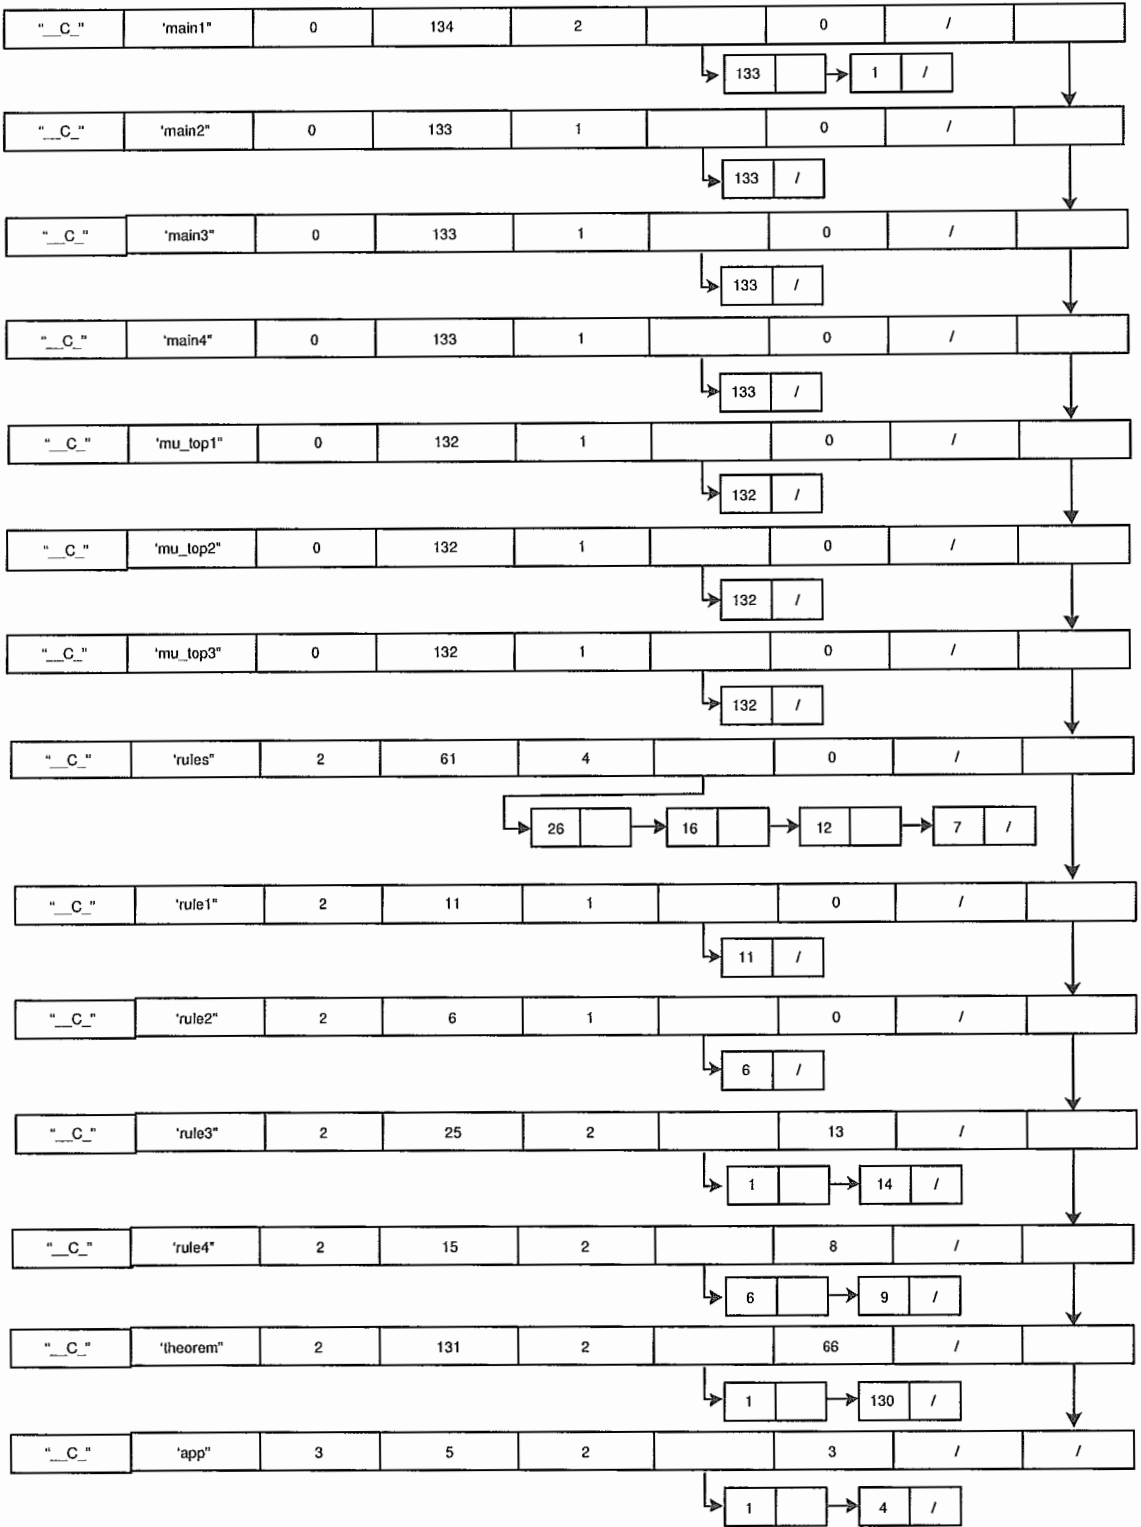 "__C_" 'main1" 0 134 2 0 /
133 1 /
"__C_" 'main2" 0 133 1 0 /
133 /
"__C_" 'main3" 0 133 1 0 /
133 /
"__C_" 'main4" 0 133 1 0 /
133 /
"__C_" 'mu_top1" 0 132 1 0 /
132 /
"__C_" 'mu_top2" 0 132 1 0 /
132 /
"__C_" 'mu_top3" 0 132 1 0 /
132 /
"__C_" 'rules" 2 61 4 0 /
26 16 12 7 /
"__C_" 'rule1" 2 11 1 0 /
11 /
"__C_" 'rule2" 2 6 1 0 /
6 /
"__C_" 'rule3" 2 25 2 13 /
1 14 /
"__C_" 'rule4" 2 15 2 8 /
6 9 /
"__C_" 'theorem" 2 131 2 66 /
1 130 /
"__C_" 'app" 3 5 2 3 / /
1 4 /